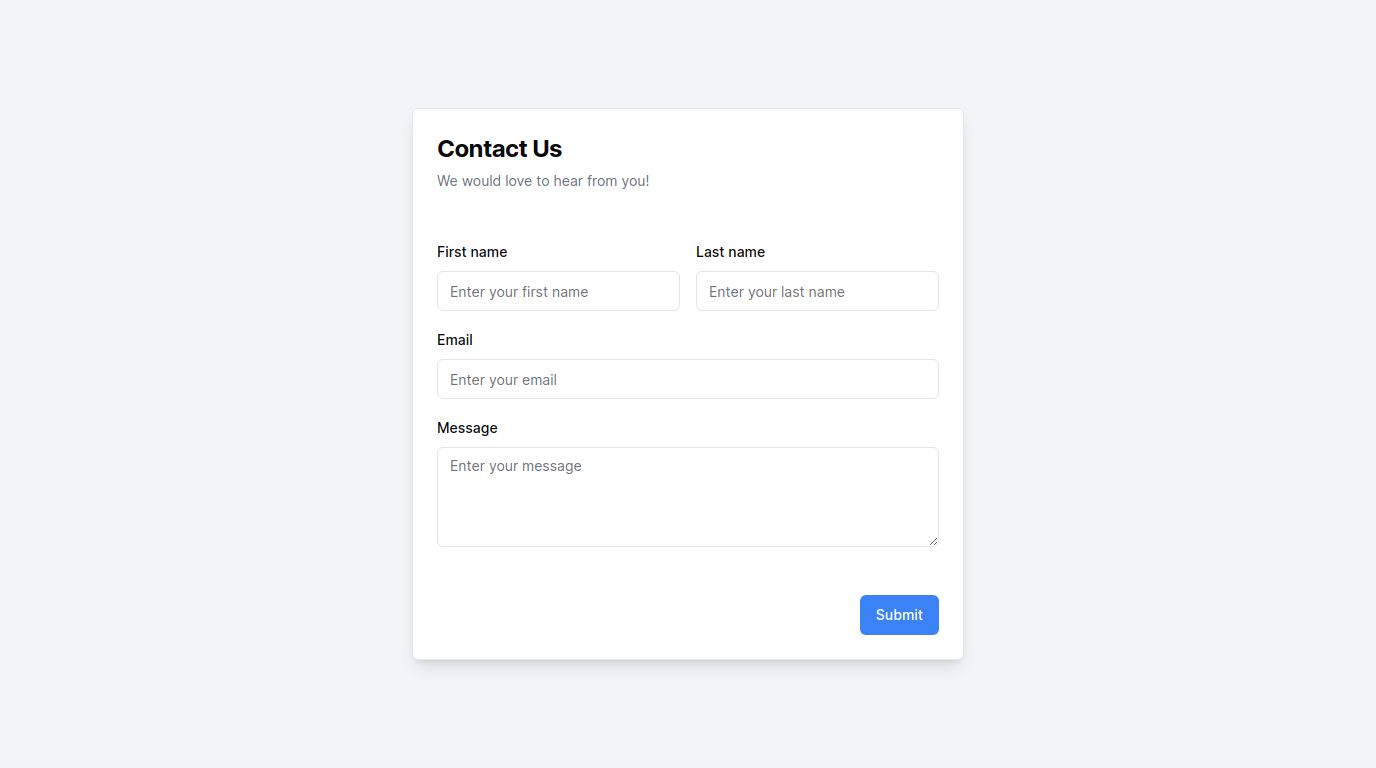 Contact Us
We would love to hear from you!
First name
Last name
Enter your first name
Enter your last name
Email
Enter your email
Message
Enter your message
Submit